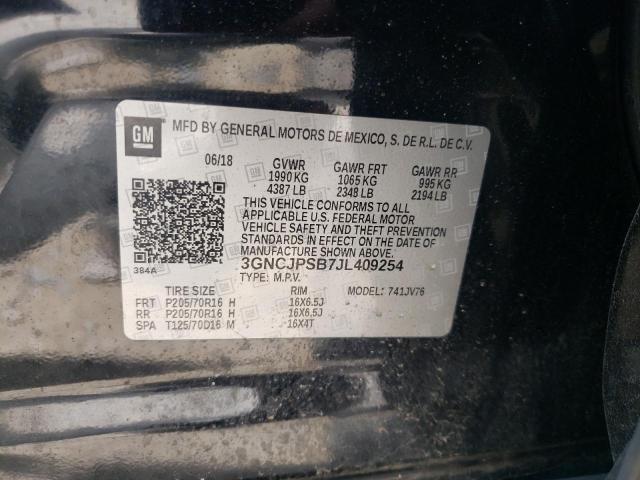 GM
MFD BY GENERAL MOTORS DE MEXICO, S. DE R.L. DE C.V.
06/18 GVWR GAWR FRT GAWR RR
1990 KG 1065 KG 995 KG
4387 LB 2348 LB 2194 LB
THIS VEHICLE CONFORMS TO ALL
APPLICABLE U.S. FEDERAL MOTOR
VEHICLE SAFETY AND THEFT PREVENTION
STANDARDS IN EFFECT ON THE DATE OF
MANUFACTURE SHOWN ABOVE.
384A 3GNCJPSB7JL409254
TYPE: M.P.V.
TIRE SIZE RIM MODEL: 741JV76
FRT P205/70R16 H 16X6.5J
RR P205/70R16 H 16X6.5J
SPA T125/70D16 M 16X4T